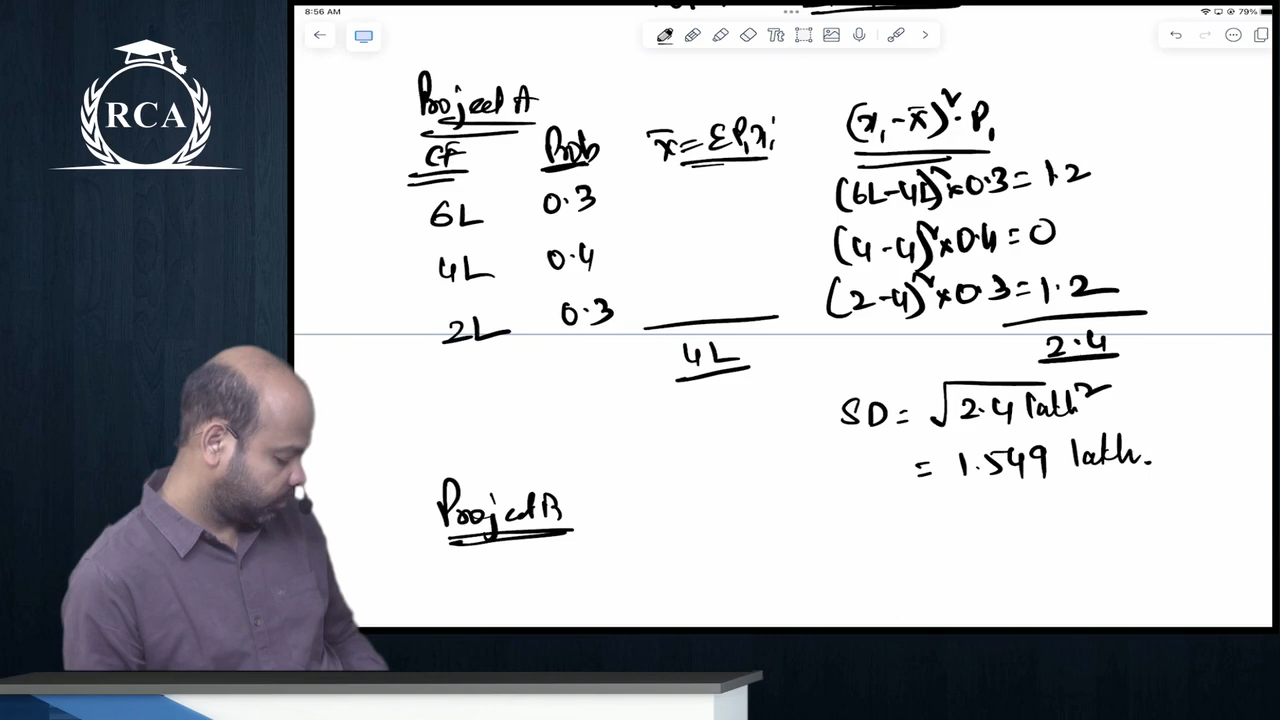 8:56 AM
79%
RCA
Tt
Project A
CF Prob x̄ = ΣPᵢxᵢ (x₁ - x̄)² · P₁
6L 0.3 (6L-4L)² × 0.3 = 1.2
4L 0.4 (4-4)² × 0.4 = 0
2L 0.3 (2-4)² × 0.3 = 1.2
4L 2.4
SD = √2.4 lakh²
= 1.549 lakh.
Project B